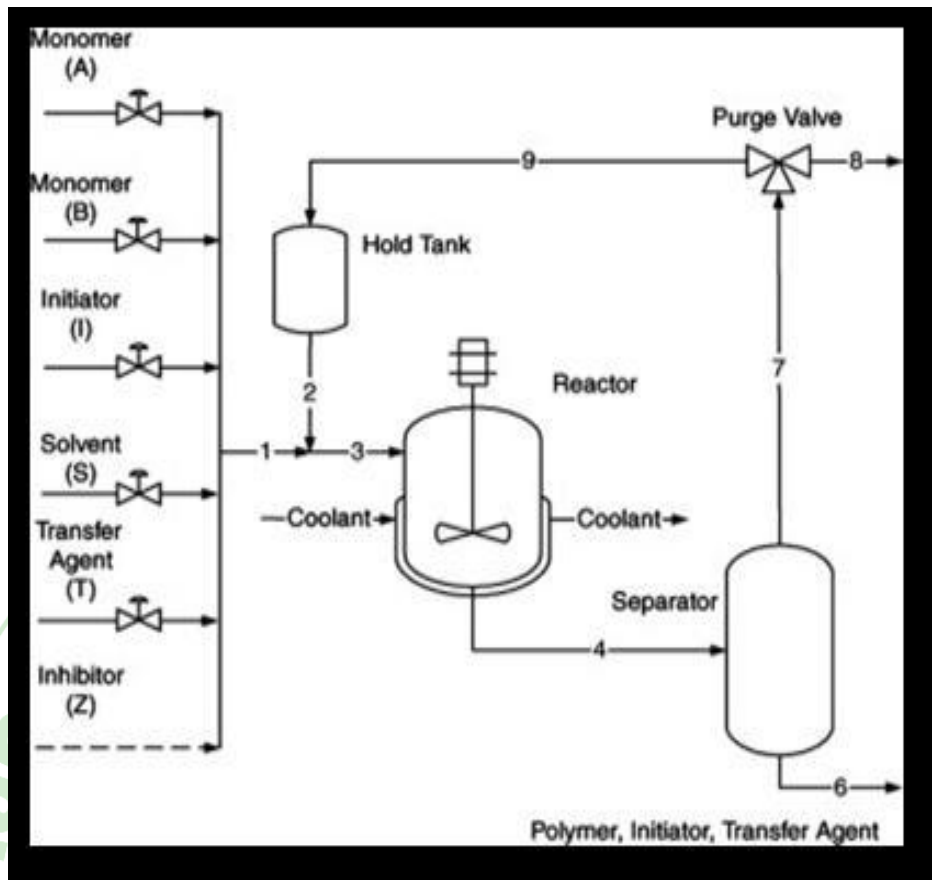 Monomer
(A)
Purge Valve
9
8
Monomer
(B)
Hold Tank
Initiator
(I)
7
2
Reactor
Solvent
(S)
1
3
Coolant
Coolant
Transfer
Agent
(T)
Separator
4
Inhibitor
(Z)
6
Polymer, Initiator, Transfer Agent